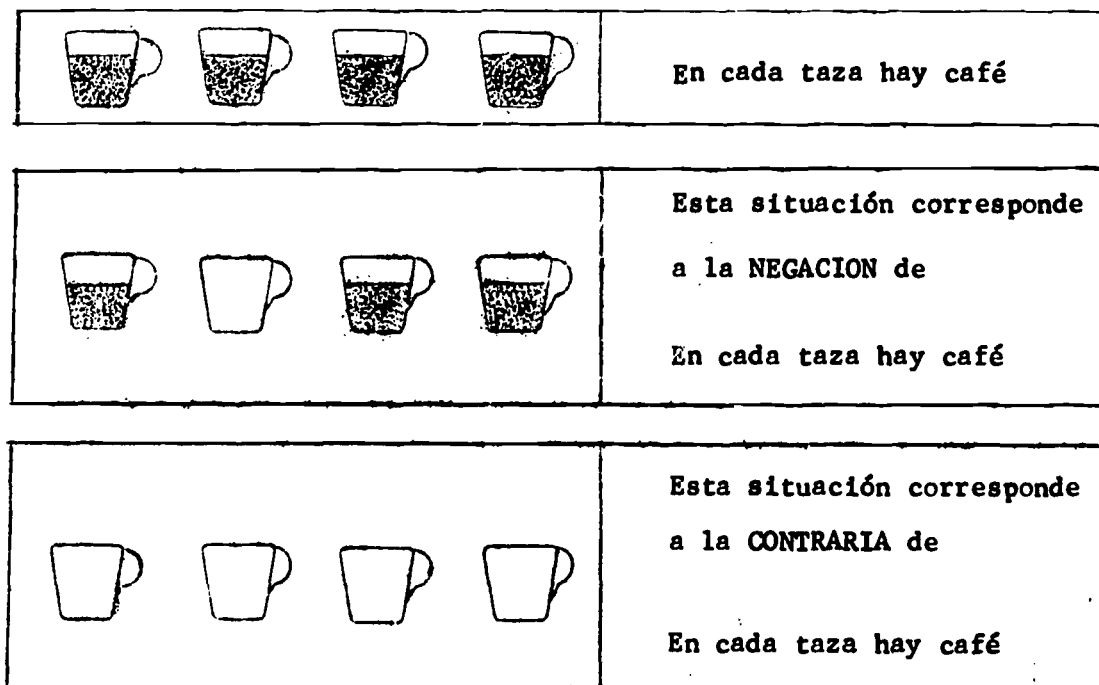 En cada taza hay café
Esta situación corresponde
a la NEGACION de
En cada taza hay café
Esta situación corresponde
a la CONTRARIA de
En cada taza hay café